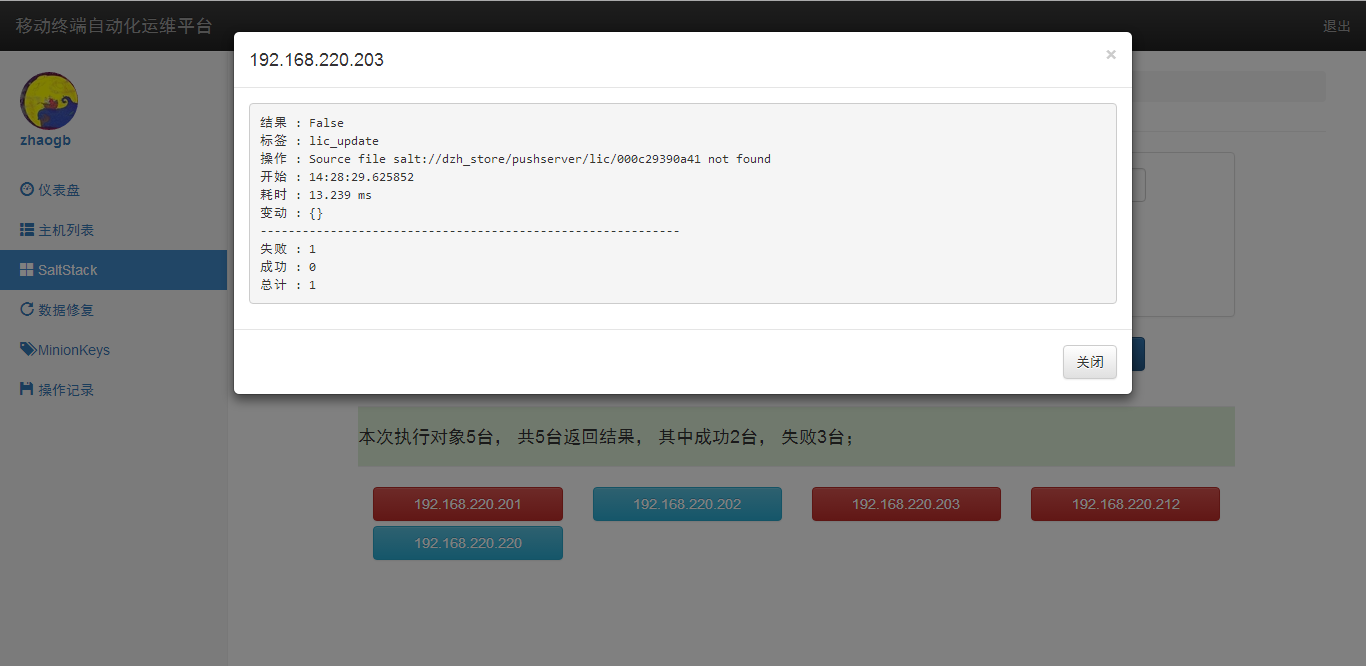 移动终端自动化运维平台
退出
192.168.220.203
×
结果 : False
标签 : lic_update
操作 : Source file salt://dzh_store/pushserver/lic/000c29390a41 not found
开始 : 14:28:29.625852
耗时 : 13.239 ms
变动 : {}
------------------------------------------------------------
失败 : 1
成功 : 0
总计 : 1
关闭
zhaogb
仪表盘
主机列表
SaltStack
数据修复
MinionKeys
操作记录
本次执行对象5台， 共5台返回结果， 其中成功2台， 失败3台；
192.168.220.201
192.168.220.202
192.168.220.203
192.168.220.212
192.168.220.220